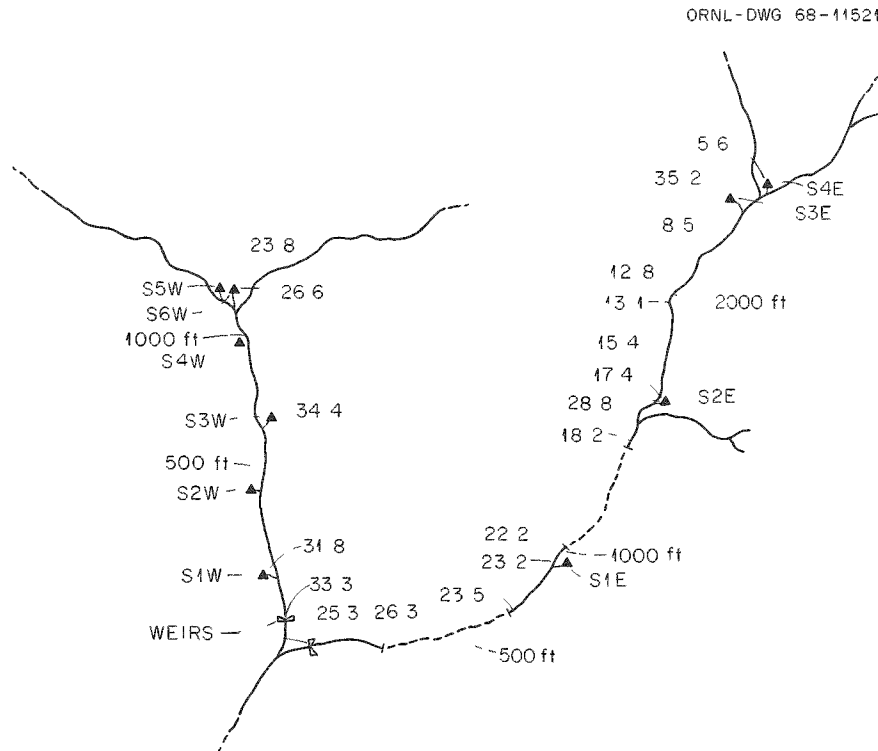 ORNL-DWG 68-11521
5 6
35 2
S4E
S3E
8 5
23 8
12 8
S5W
26 6
13 1
2000 ft
S6W
1000 ft
15 4
S4W
17 4
S2E
28 8
S3W
34 4
18 2
500 ft
S2W
22 2
1000 ft
31 8
23 2
S1W
S1E
33 3
23 5
25 3
26 3
WEIRS
500 ft